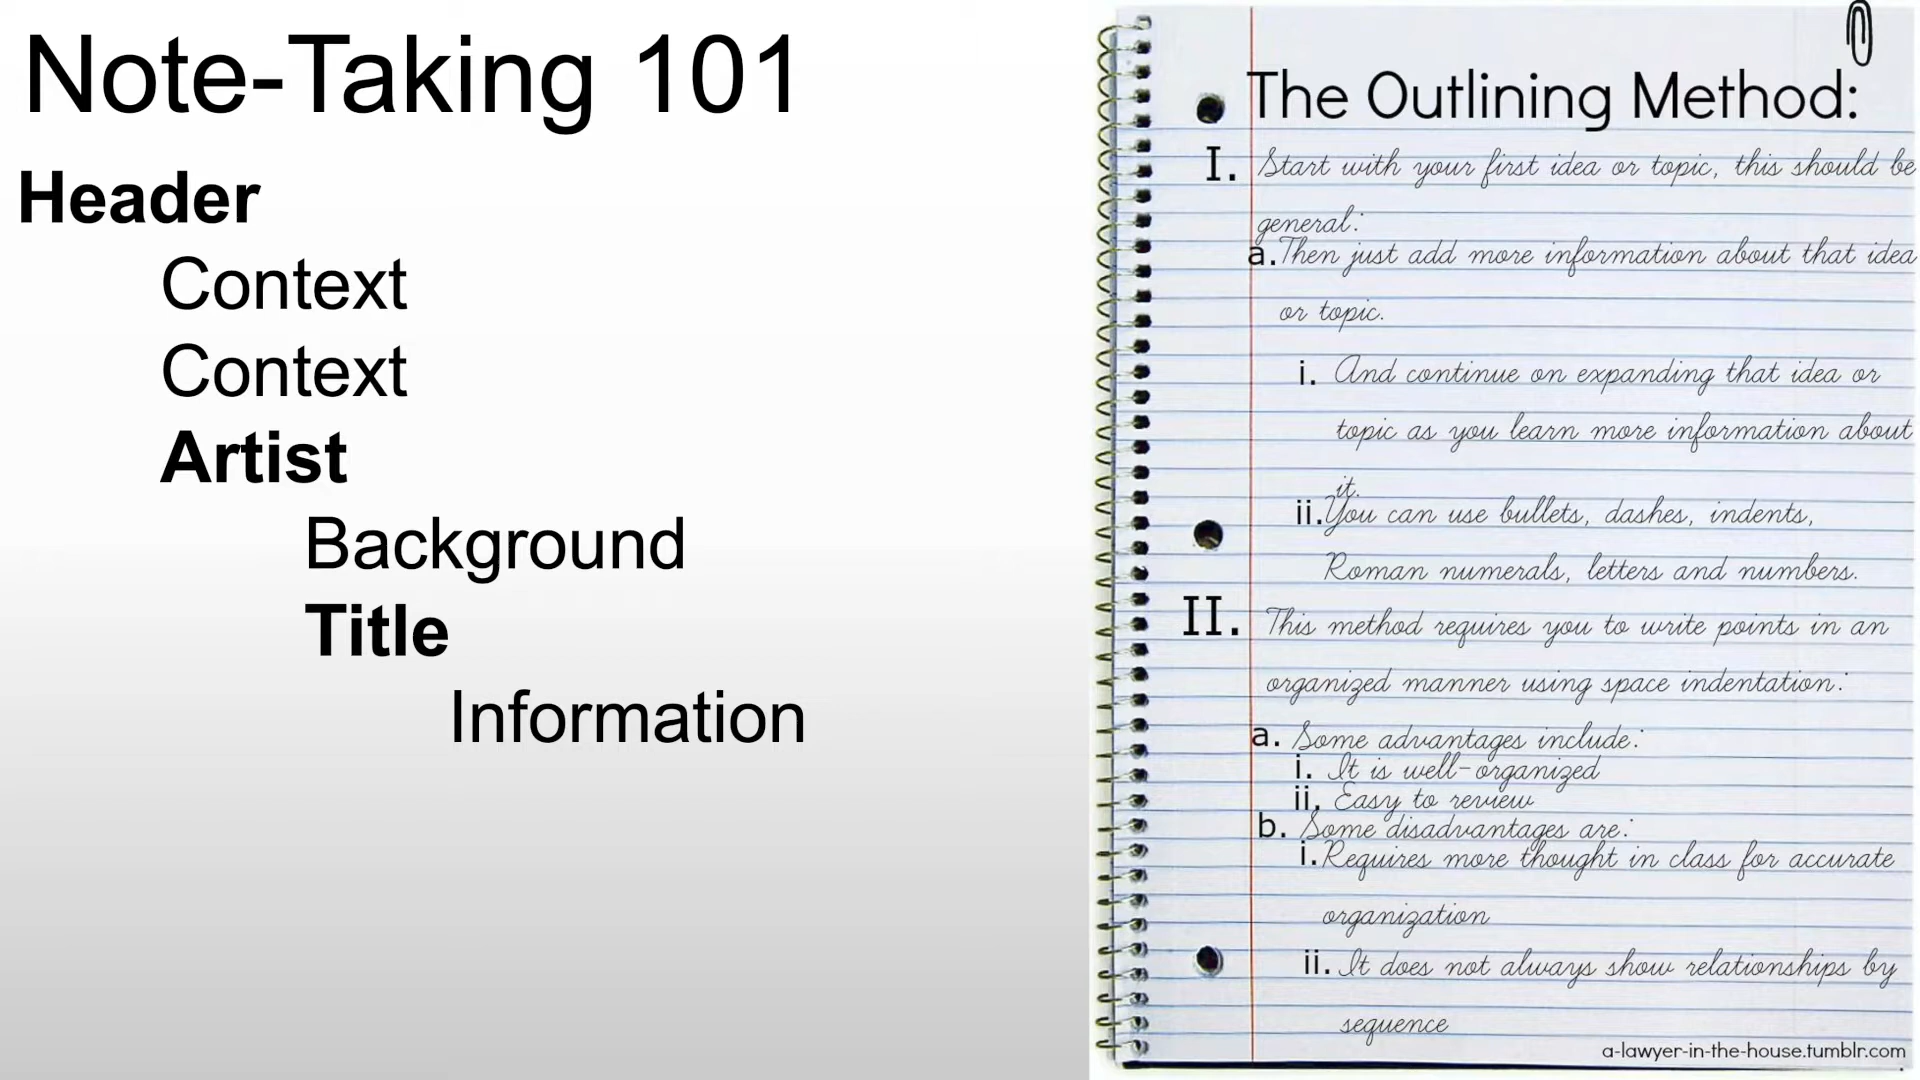 Note-Taking 101
Header
Context
Context
Artist
Background
Title
Information
The Outlining Method:
I. Start with your first idea or topic, this should be
general:
a. Then just add more information about that idea
or topic.
i. And continue on expanding that idea or
topic as you learn more information about
it.
ii. You can use bullets, dashes, indents,
Roman numerals, letters and numbers.
II. This method requires you to write points in an
organized manner using space indentation:
a. Some advantages include:
i. It is well-organized
ii. Easy to review
b. Some disadvantages are:
i. Requires more thought in class for accurate
organization
ii. It does not always show relationships by
sequence
a-lawyer-in-the-house.tumblr.com